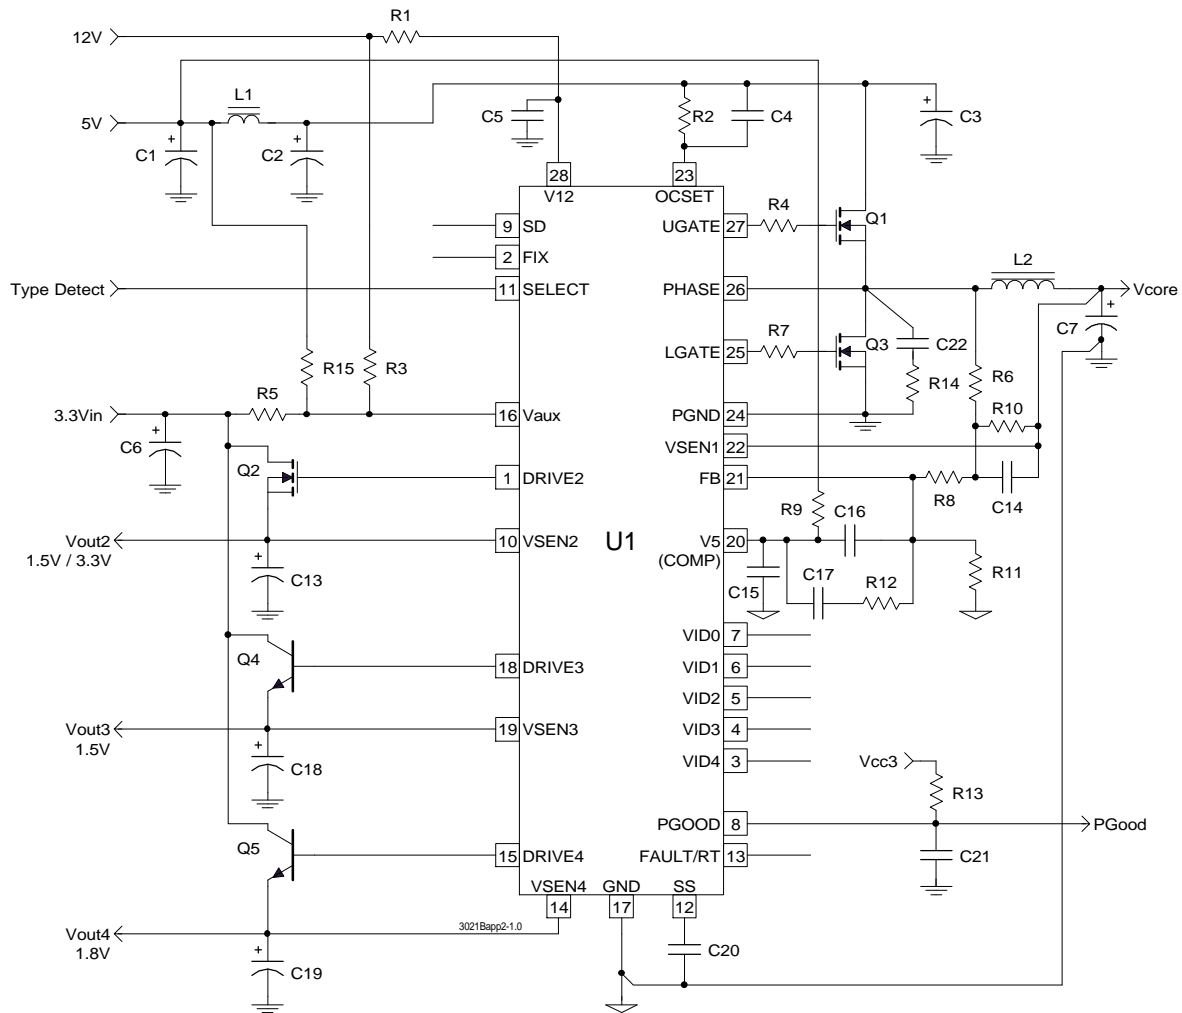 R1
12V
L1
5V
C1
+
C2
+
C5
R2
C4
+
C3
28
V12
23
OCSET
9 SD
UGATE 27
R4
Q1
2 FIX
Type Detect
11 SELECT
PHASE 26
L2
Vcore
C7
+
LGATE 25
R7
Q3
C22
R15
R3
R14
R6
R5
3.3Vin
16 Vaux
PGND 24
R10
C6
+
VSEN1 22
Q2
1 DRIVE2
FB 21
R8
C14
R9
C16
Vout2
1.5V / 3.3V
10 VSEN2
U1
V5 20
(COMP)
+
C13
C15
C17
R12
R11
VID0 7
Q4
18 DRIVE3
VID1 6
VID2 5
Vout3
1.5V
19 VSEN3
VID3 4
+
C18
VID4 3
Vcc3
R13
PGOOD 8
PGood
Q5
15 DRIVE4
FAULT/RT 13
C21
VSEN4
14
GND
17
SS
12
3021Bapp2-1.0
Vout4
1.8V
+
C19
C20